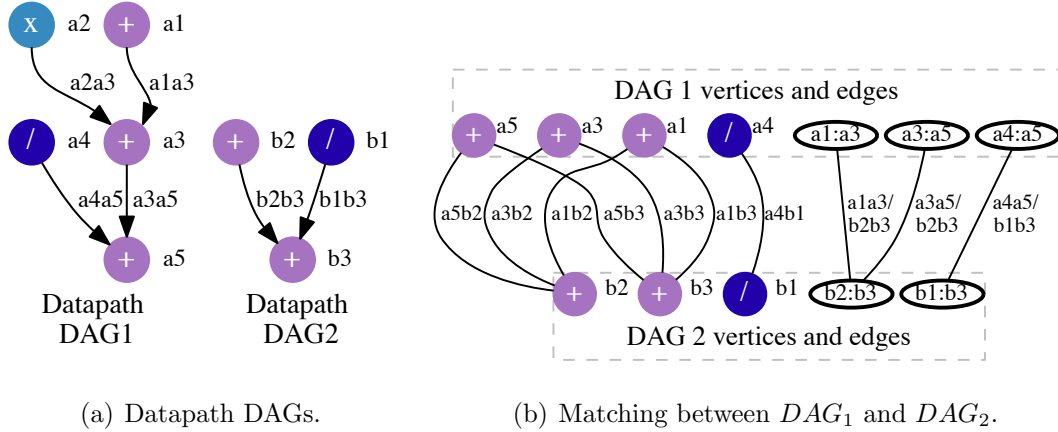 x a2 + a1
a2a3 a1a3
/ a4 + a3 + b2 / b1
a4a5 a3a5 b2b3 b1b3
+ a5 + b3
Datapath
DAG1
Datapath
DAG2
(a) Datapath DAGs.
DAG 1 vertices and edges
+ a5 + a3 + a1 / a4 a1:a3 a3:a5 a4:a5
a5b2 a3b2 a1b2 a5b3 a3b3 a1b3 a4b1
a1a3/
b2b3
a3a5/
b2b3
a4a5/
b1b3
+ b2 + b3 / b1 b2:b3 b1:b3
DAG 2 vertices and edges
(b) Matching between DAG1 and DAG2.